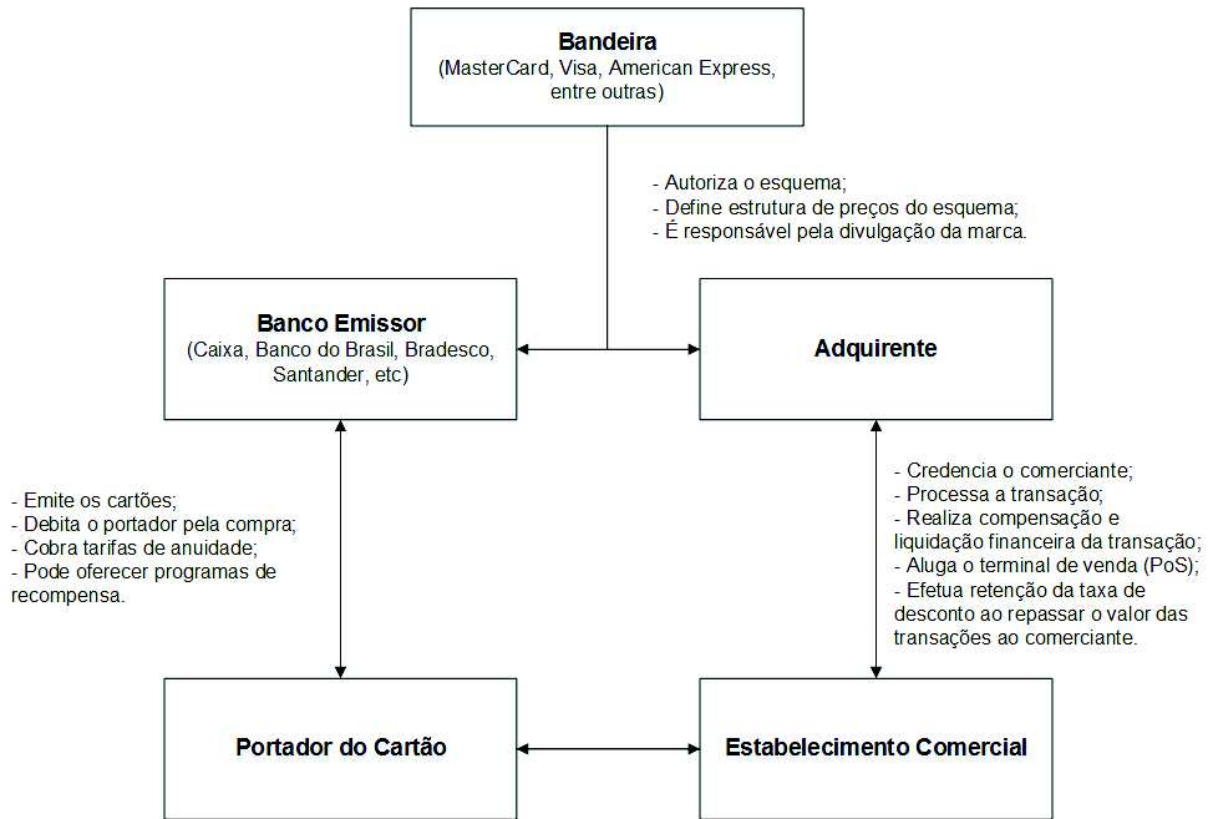 Bandeira
(MasterCard, Visa, American Express,
entre outras)
- Autoriza o esquema;
- Define estrutura de preços do esquema;
- É responsável pela divulgação da marca.
Banco Emissor
(Caixa, Banco do Brasil, Bradesco,
Santander, etc)
Adquirente
- Emite os cartões;
- Debita o portador pela compra;
- Cobra tarifas de anuidade;
- Pode oferecer programas de
recompensa.
- Credencia o comerciante;
- Processa a transação;
- Realiza compensação e
liquidação financeira da transação;
- Aluga o terminal de venda (PoS);
- Efetua retenção da taxa de
desconto ao repassar o valor das
transações ao comerciante.
Portador do Cartão
Estabelecimento Comercial